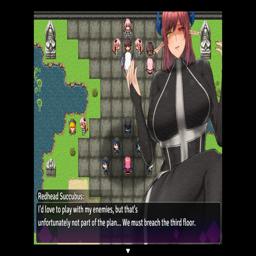 Redhead Succubus:
I'd love to play with my enemies, but that's
unfortunately not part of the plan... We must breach the third floor.